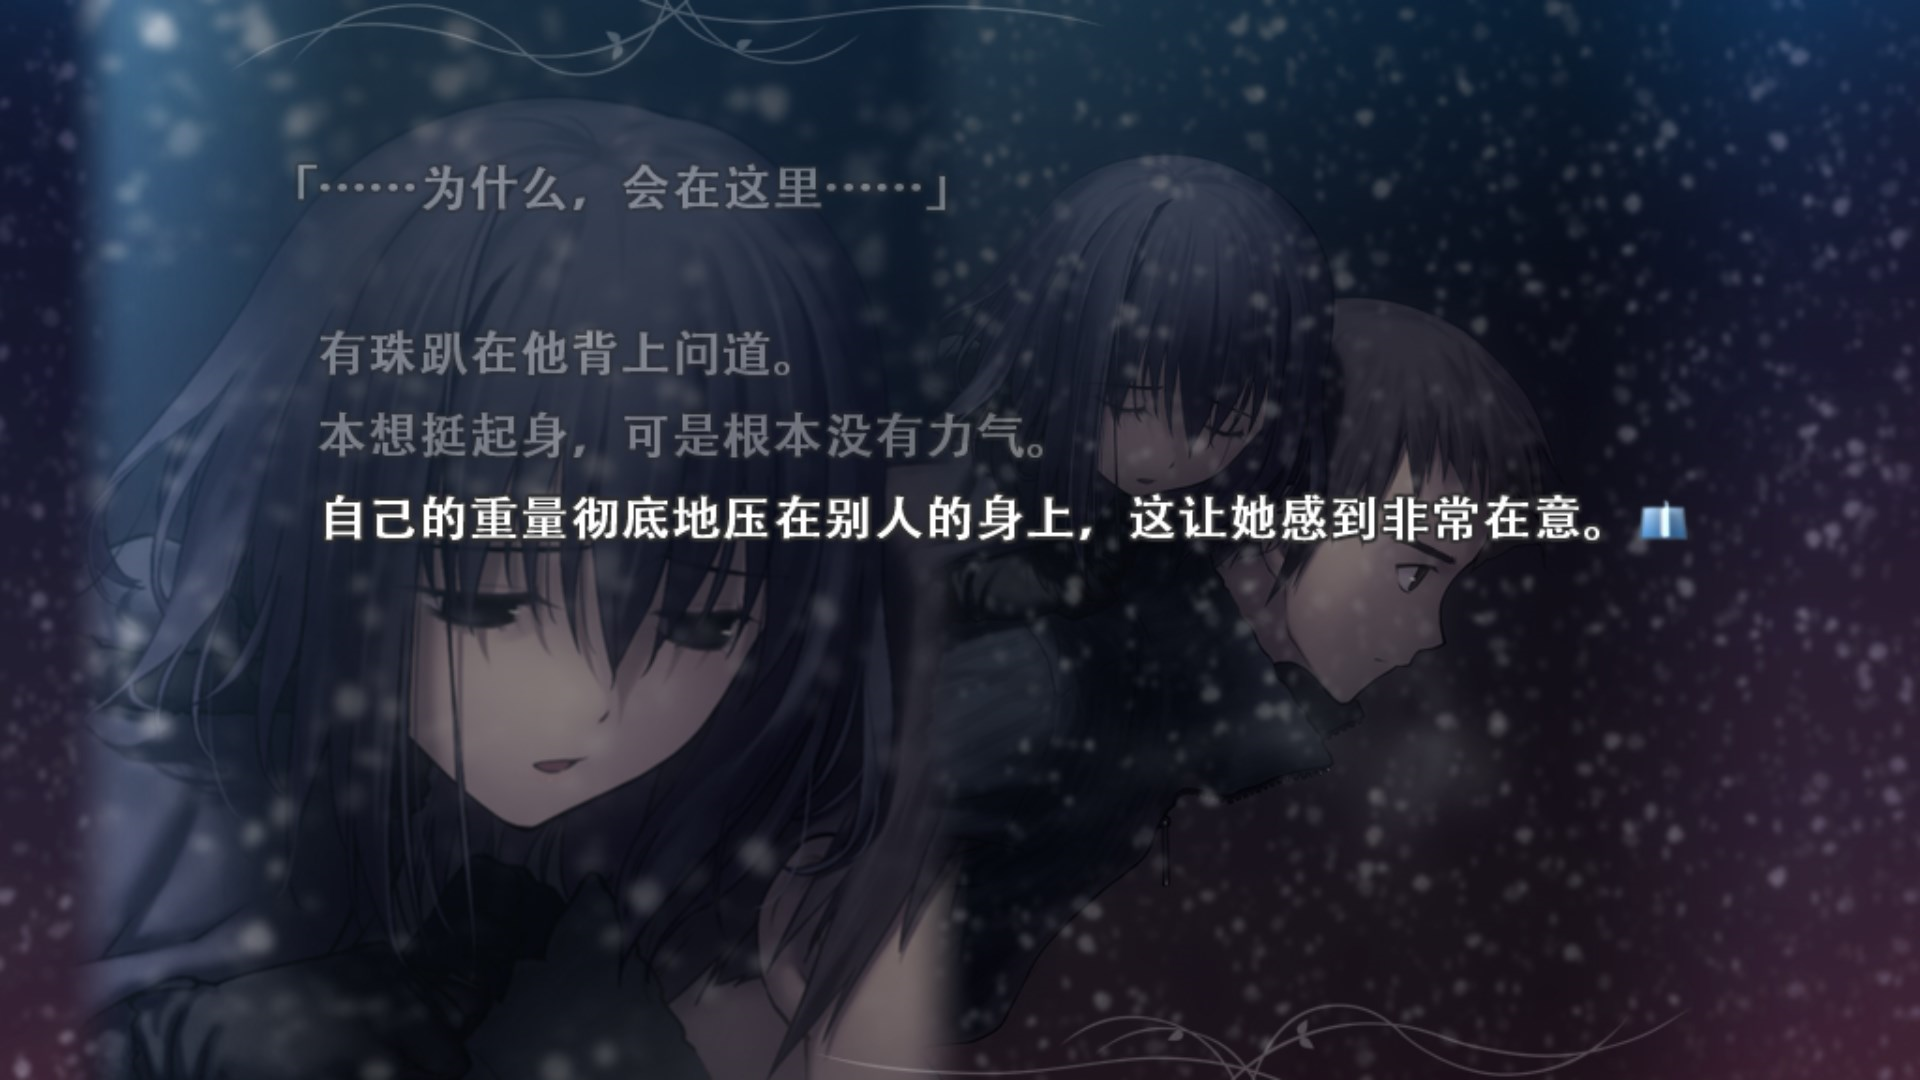 「……为什么，会在这里……」
有珠趴在他背上问道。
本想挺起身，可是根本没有力气。
自己的重量彻底地压在别人的身上，这让她感到非常在意。